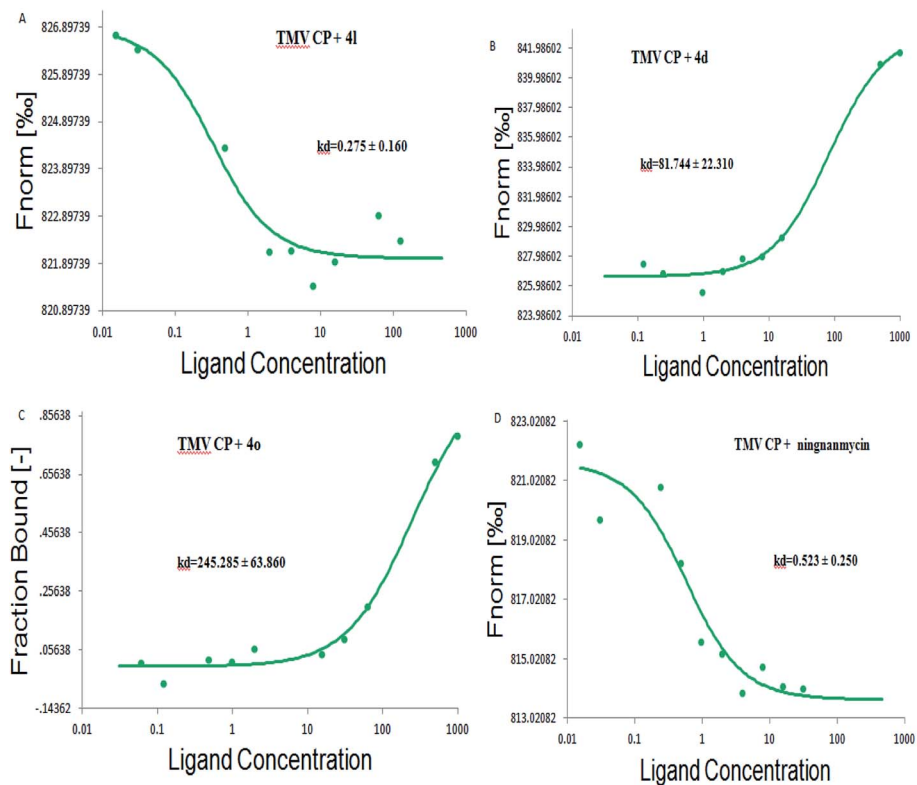 A
TMV CP + 4l
kd=0.275 ± 0.160
Fnorm [‰]
826.89739
825.89739
824.89739
823.89739
822.89739
821.89739
820.89739
0.01 0.1 1 10 100 1000
Ligand Concentration
B
TMV CP + 4d
kd=81.744 ± 22.310
Fnorm [‰]
841.98602
839.98602
837.98602
835.98602
833.98602
831.98602
829.98602
827.98602
825.98602
823.98602
0.01 0.1 1 10 100 1000
Ligand Concentration
C
TMV CP + 4o
kd=245.285 ± 63.860
Fraction Bound [-]
.85638
.65638
.45638
.25638
.05638
-.14362
0.01 0.1 1 10 100 1000
Ligand Concentration
D
TMV CP + ningnanmycin
kd=0.523 ± 0.250
Fnorm [‰]
823.02082
821.02082
819.02082
817.02082
815.02082
813.02082
0.01 0.1 1 10 100 1000
Ligand Concentration